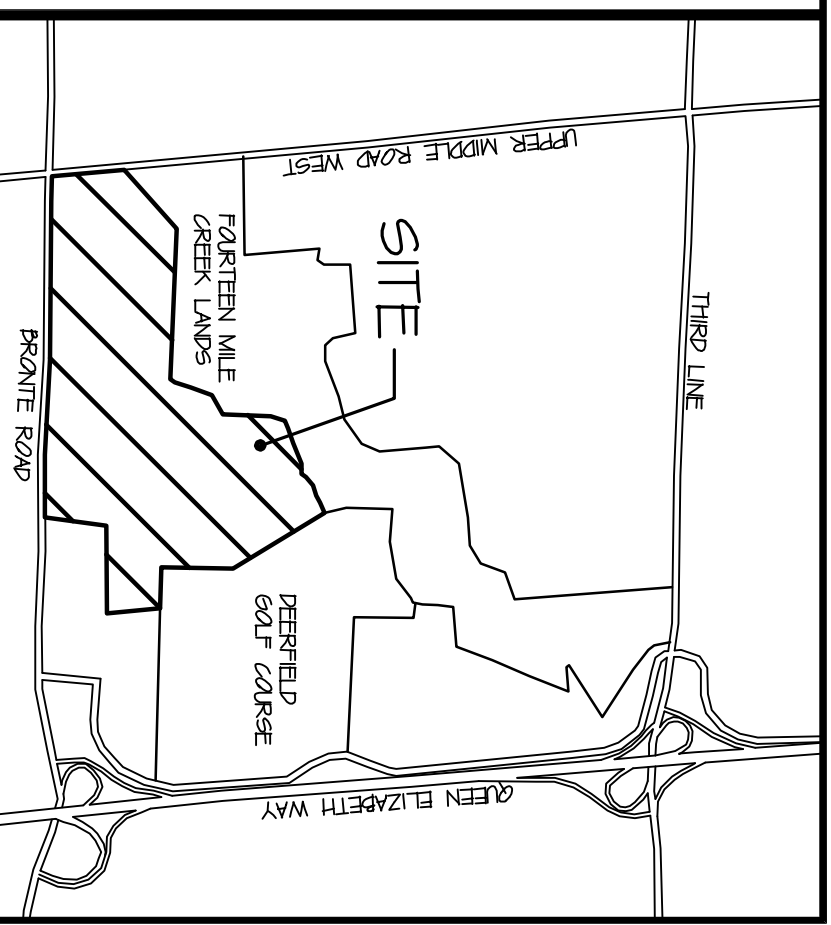 UPPER MIDDLE ROAD WEST
SITE
FOURTEEN MILE
CREEK LANDS
THIRD LINE
BRONTE ROAD
DEERFIELD
GOLF COURSE
QUEEN ELIZABETH WAY